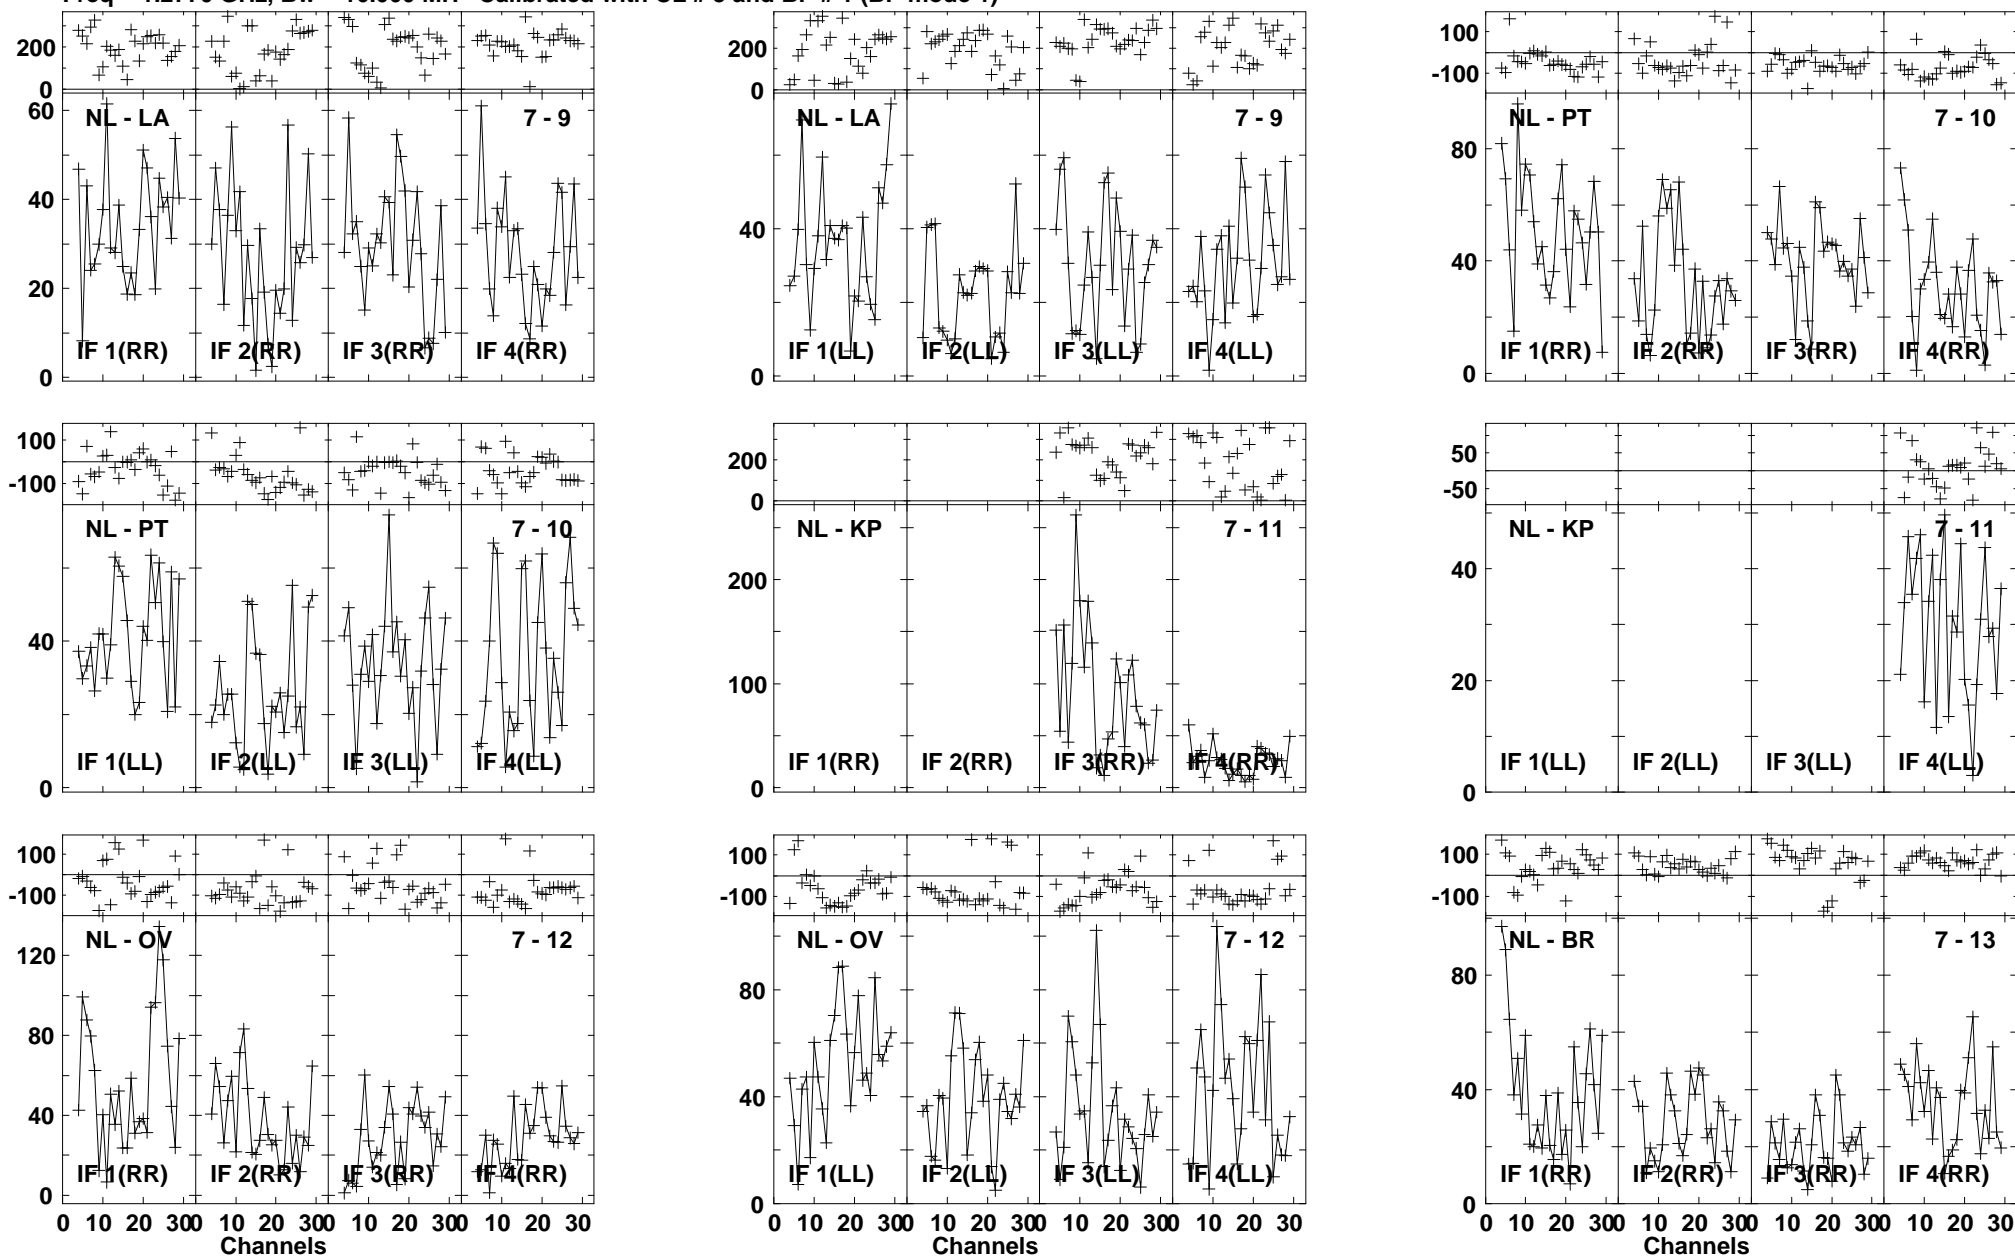 200
0
60
40
20
0
NL - LA
7 - 9
IF 1(RR)
IF 2(RR)
IF 3(RR)
IF 4(RR)
200
0
40
0
NL - LA
7 - 9
IF 1(LL)
IF 2(LL)
IF 3(LL)
IF 4(LL)
100
-100
80
40
0
NL - PT
7 - 10
IF 1(RR)
IF 2(RR)
IF 3(RR)
IF 4(RR)
100
-100
40
0
NL - PT
7 - 10
IF 1(LL)
IF 2(LL)
IF 3(LL)
IF 4(LL)
200
0
200
100
0
NL - KP
7 - 11
IF 1(RR)
IF 2(RR)
IF 3(RR)
IF 4(RR)
50
-50
40
20
0
NL - KP
7 - 11
IF 1(LL)
IF 2(LL)
IF 3(LL)
IF 4(LL)
100
-100
120
80
40
0
NL - OV
7 - 12
IF 1(RR)
IF 2(RR)
IF 3(RR)
IF 4(RR)
0 10 20 30 0 10 20 30 0 10 20 30 0 10 20 30
Channels
100
-100
80
40
0
NL - OV
7 - 12
IF 1(LL)
IF 2(LL)
IF 3(LL)
IF 4(LL)
0 10 20 30 0 10 20 30 0 10 20 30 0 10 20 30
Channels
100
-100
80
40
0
NL - BR
7 - 13
IF 1(RR)
IF 2(RR)
IF 3(RR)
IF 4(RR)
0 10 20 30 0 10 20 30 0 10 20 30 0 10 20 30
Channels